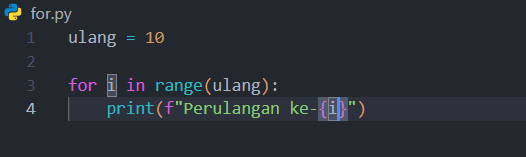 for.py
1 ulang = 10
2
3 for i in range(ulang):
4     print(f"Perulangan ke-{i}")